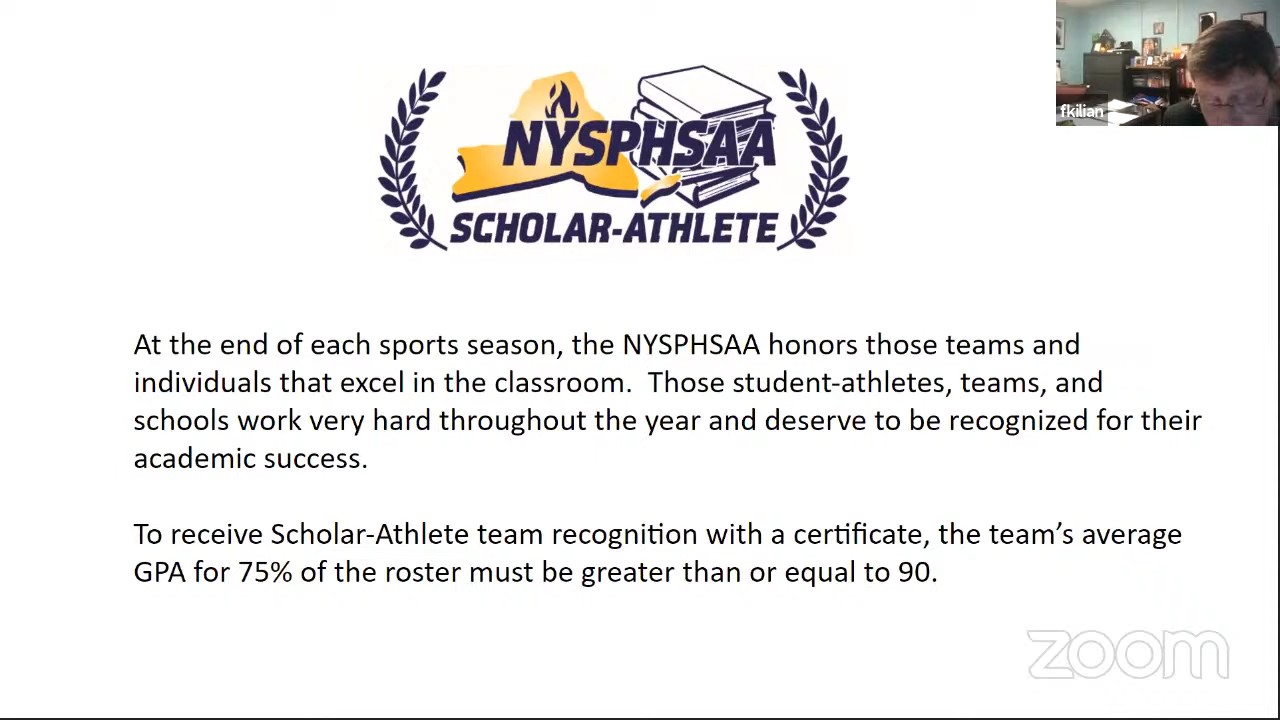 fkilian
NYSPHSAA
SCHOLAR-ATHLETE
At the end of each sports season, the NYSPHSAA honors those teams and
individuals that excel in the classroom.  Those student-athletes, teams, and
schools work very hard throughout the year and deserve to be recognized for their
academic success.
To receive Scholar-Athlete team recognition with a certificate, the team’s average
GPA for 75% of the roster must be greater than or equal to 90.
zoom